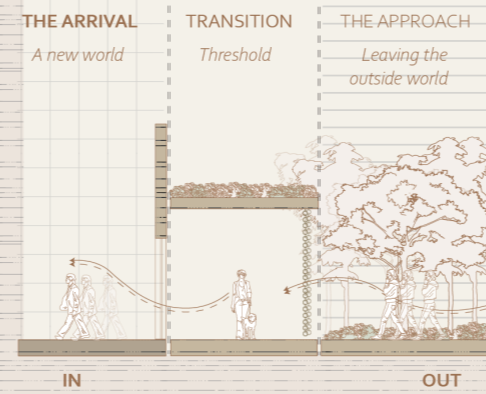 THE ARRIVAL
A new world
TRANSITION
Threshold
THE APPROACH
Leaving the
outside world
IN
OUT